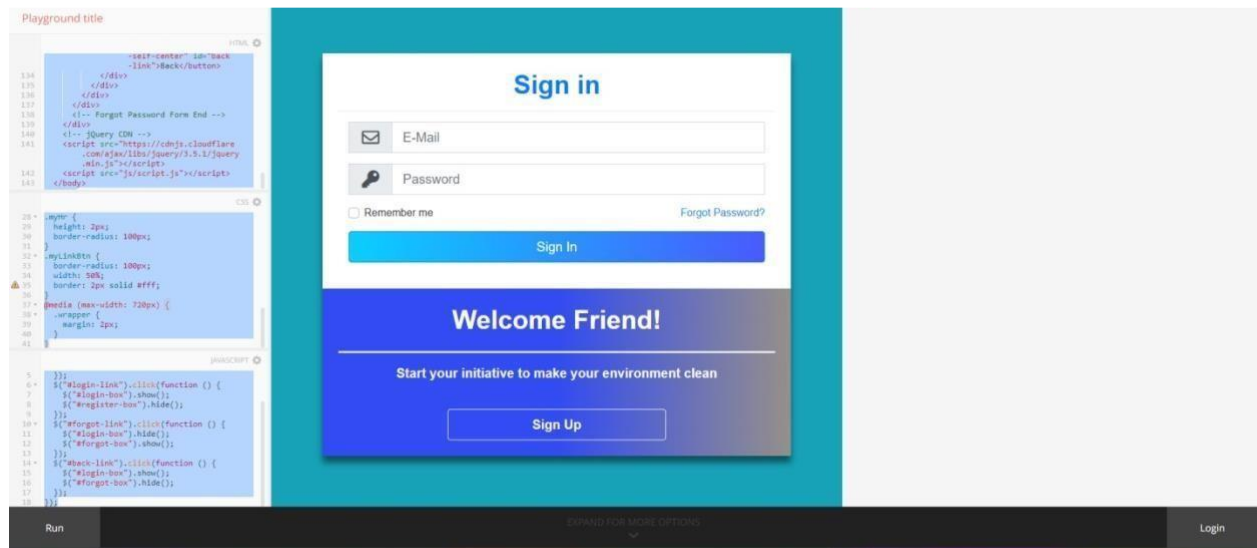 Playground title
HTML
-self-center" id="back
-link">Back</button>
134 </div>
135 </div>
136 </div>
137 </div>
138 <!-- Forgot Password Form End -->
139 </div>
140 <!-- jQuery CDN -->
141 <script src="https://cdnjs.cloudflare
.com/ajax/libs/jquery/3.5.1/jquery
.min.js"></script>
142 <script src="js/script.js"></script>
143 </body>
CSS
28 .myHr {
29 height: 2px;
30 border-radius: 100px;
31 }
32 .myLinkBtn {
33 border-radius: 100px;
34 width: 50%;
35 border: 2px solid #fff;
36 }
37 @media (max-width: 720px) {
38 .wrapper {
39 margin: 2px;
40 }
41 }
JAVASCRIPT
5 });
6 $("#login-link").click(function () {
7 $("#login-box").show();
8 $("#register-box").hide();
9 });
10 $("#forgot-link").click(function () {
11 $("#login-box").hide();
12 $("#forgot-box").show();
13 });
14 $("#back-link").click(function () {
15 $("#login-box").show();
16 $("#forgot-box").hide();
17 });
18 });
Sign in
E-Mail
Password
Remember me
Forgot Password?
Sign In
Welcome Friend!
Start your initiative to make your environment clean
Sign Up
Run
EXPAND FOR MORE OPTIONS
Login